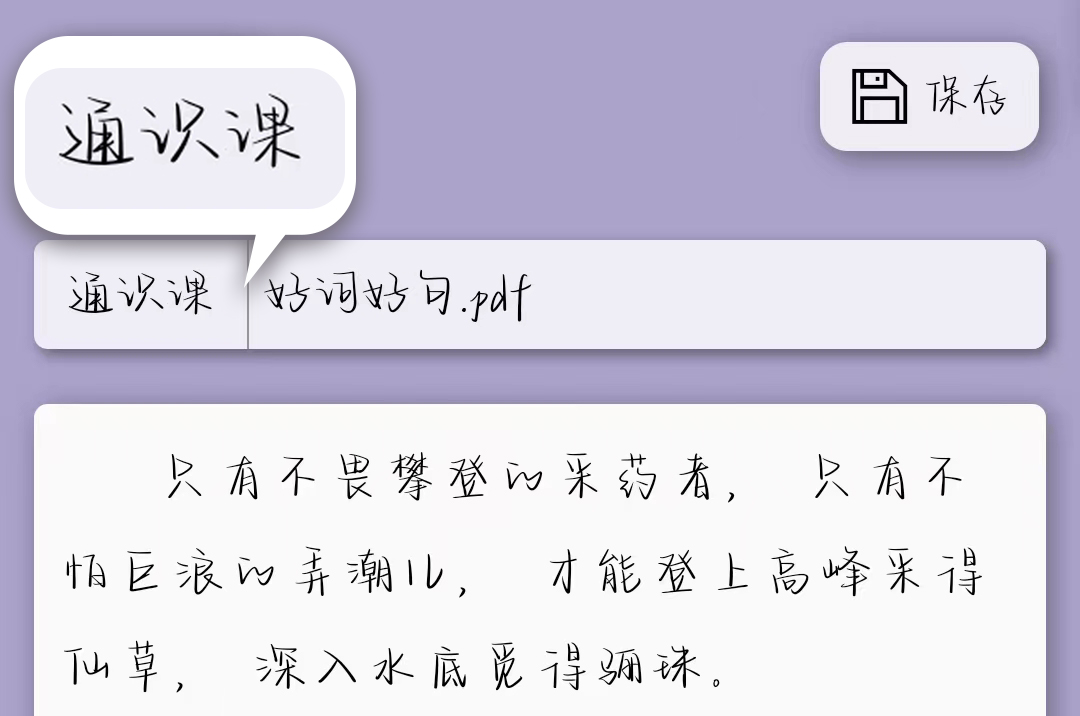 通识课
保存
通识课 好词好句.pdf
只有不畏攀登的采药者， 只有不
怕巨浪的弄潮儿， 才能登上高峰采得
仙草， 深入水底觅得骊珠。